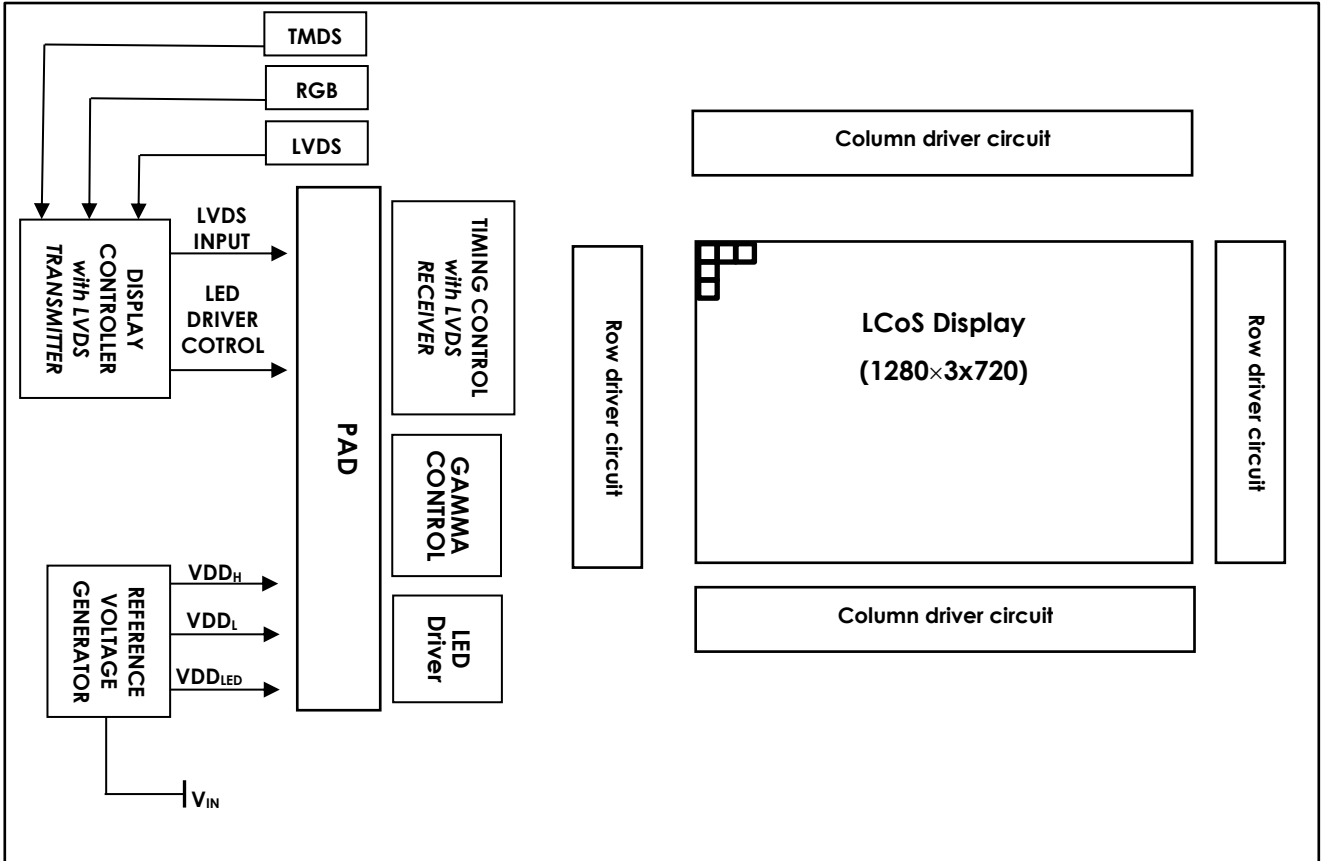 TMDS
RGB
LVDS
LVDS
INPUT
LED
DRIVER
COTROL
DISPLAY
CONTROLLER
with LVDS
TRANSMITTER
PAD
TIMING CONTROL
with LVDS
RECEIVER
GAMMA
CONTROL
LED
Driver
REFERENCE
VOLTAGE
GENERATOR
VDDH
VDDL
VDDLED
VIN
Column driver circuit
Row driver circuit
LCoS Display
(1280×3x720)
Row driver circuit
Column driver circuit